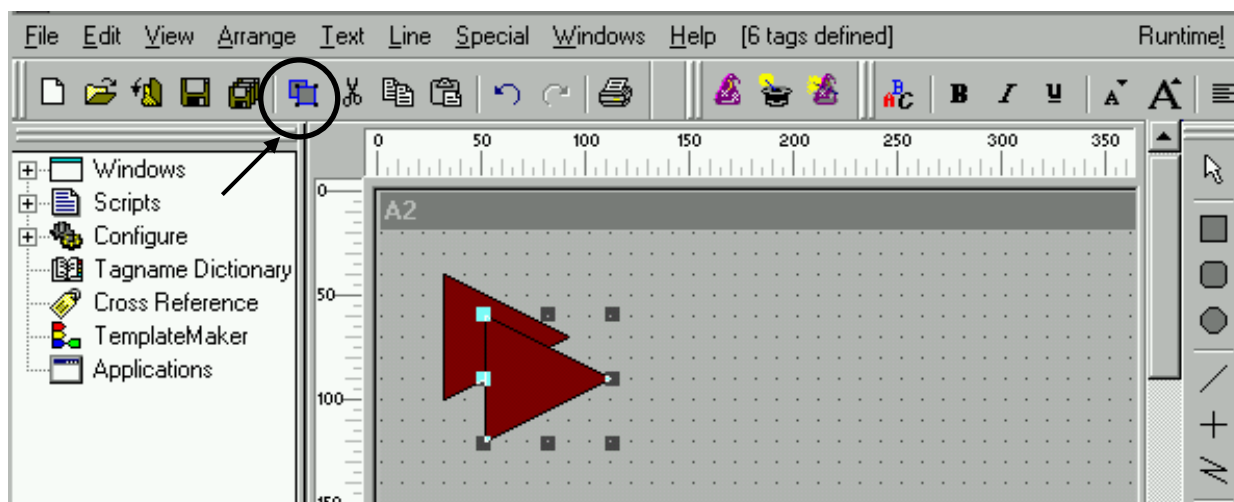 File Edit View Arrange Text Line Special Windows Help [6 tags defined] Runtime!
ABC B I U A A
0 50 100 150 200 250 300 350
Windows
Scripts
Configure
Tagname Dictionary
Cross Reference
TemplateMaker
Applications
0
A2
50
100
150